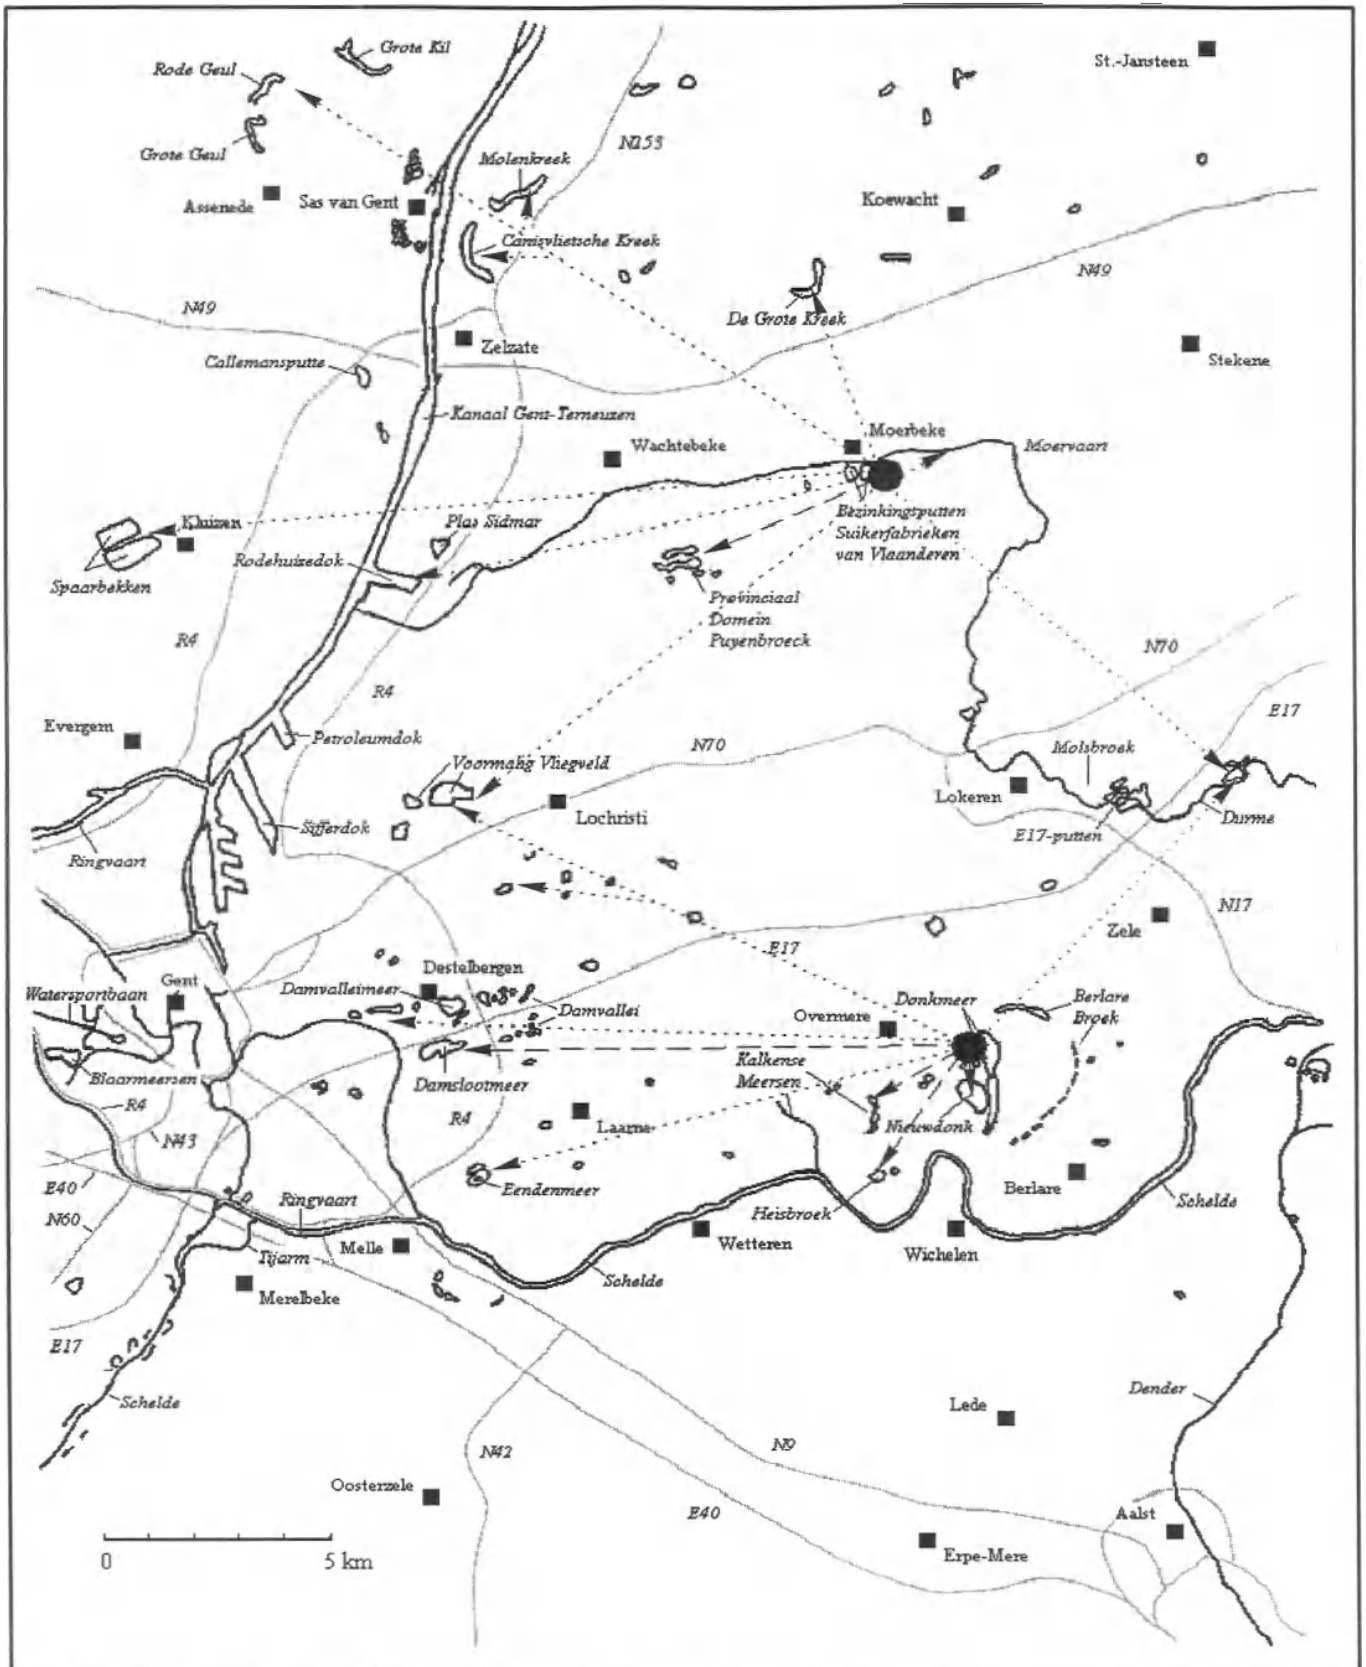 Grote Kil
Rode Geul
St.-Jansteen
N253
Grote Geul
Molenkreek
Assenede
Sas van Gent
Koewacht
Canisvlietsche Kreek
N49
N49
De Grote Kreek
Zelzate
Stekene
Callemansputte
Kanaal Gent-Terneuzen
Moerbeke
Wachtebeke
Moervaart
Kluizen
Plas Sidmar
Bezinkingsputten
Suikerfabrieken
van Vlaanderen
Rodehuizedok
Spaarbekken
Provinciaal
Domein
Puyenbroeck
R4
N70
R4
E17
Evergem
Petroleumdok
N70
Molsbroek
Voormalig Vliegveld
Lokeren
Lochristi
Durme
Sifferdok
E17-putten
Ringvaart
N17
Zele
E17
Destelbergen
Gent
Watersportbaan
Damvalleimeer
Damvallei
Donkmeer
Berlare
Broek
Overmere
Kalkense
Meersen
Blaarmeersen
Damslootmeer
R4
R4
Laarne
Nieuwdonk
N43
E40
Ringvaart
Eendenmeer
Berlare
Schelde
N60
Heisbroek
Wetteren
Wichelen
Melle
Tijarm
Schelde
Merelbeke
E17
Schelde
Dender
Lede
N9
N42
Oosterzele
E40
Aalst
Erpe-Mere
0 5 km